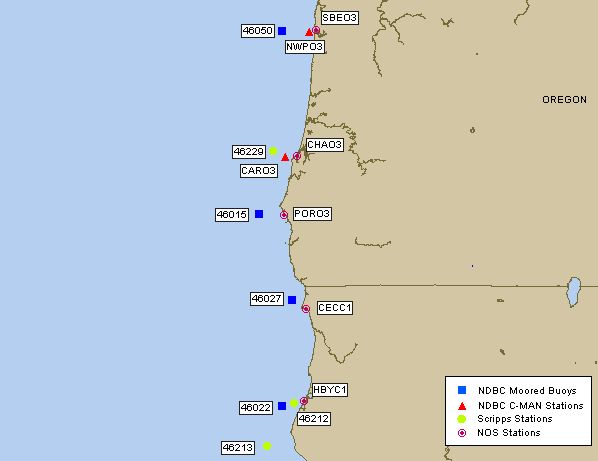 SBEO3
46050
NWPO3
OREGON
CHAO3
46229
CARO3
46015
PORO3
46027
CECC1
HBYC1
46022
46212
46213
NDBC Moored Buoys
NDBC C-MAN Stations
Scripps Stations
NOS Stations